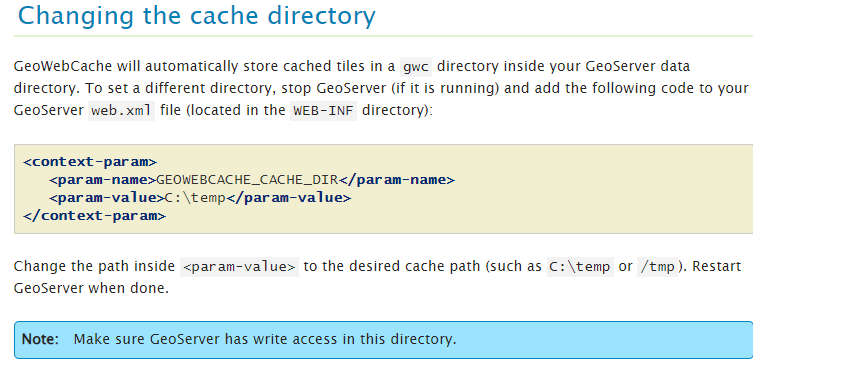 Changing the cache directory
GeoWebCache will automatically store cached tiles in a gwc directory inside your GeoServer data
directory. To set a different directory, stop GeoServer (if it is running) and add the following code to your
GeoServer web.xml file (located in the WEB-INF directory):
<context-param>
   <param-name>GEOWEBCACHE_CACHE_DIR</param-name>
   <param-value>C:\temp</param-value>
</context-param>
Change the path inside <param-value> to the desired cache path (such as C:\temp or /tmp). Restart
GeoServer when done.
Note: Make sure GeoServer has write access in this directory.